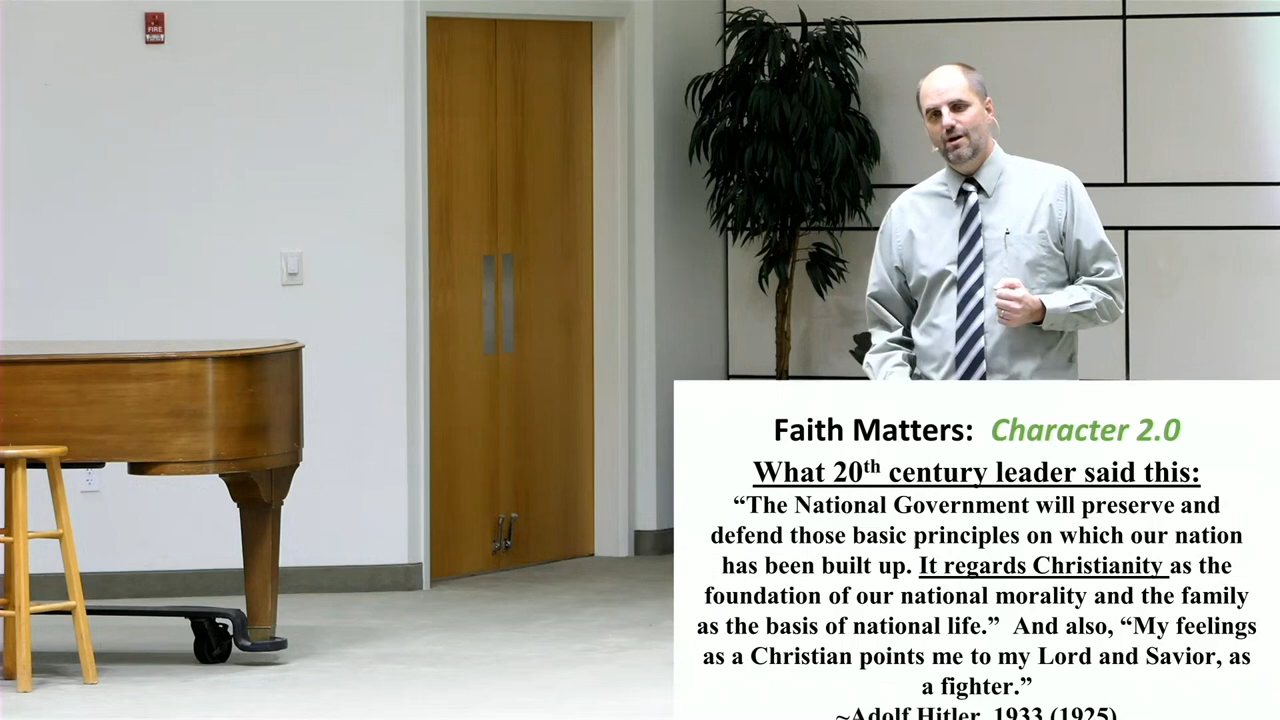 FIRE
Faith Matters: Character 2.0
What 20th century leader said this:
“The National Government will preserve and
defend those basic principles on which our nation
has been built up. It regards Christianity as the
foundation of our national morality and the family
as the basis of national life.” And also, “My feelings
as a Christian points me to my Lord and Savior, as
a fighter.”
~Adolf Hitler, 1933 (1925)